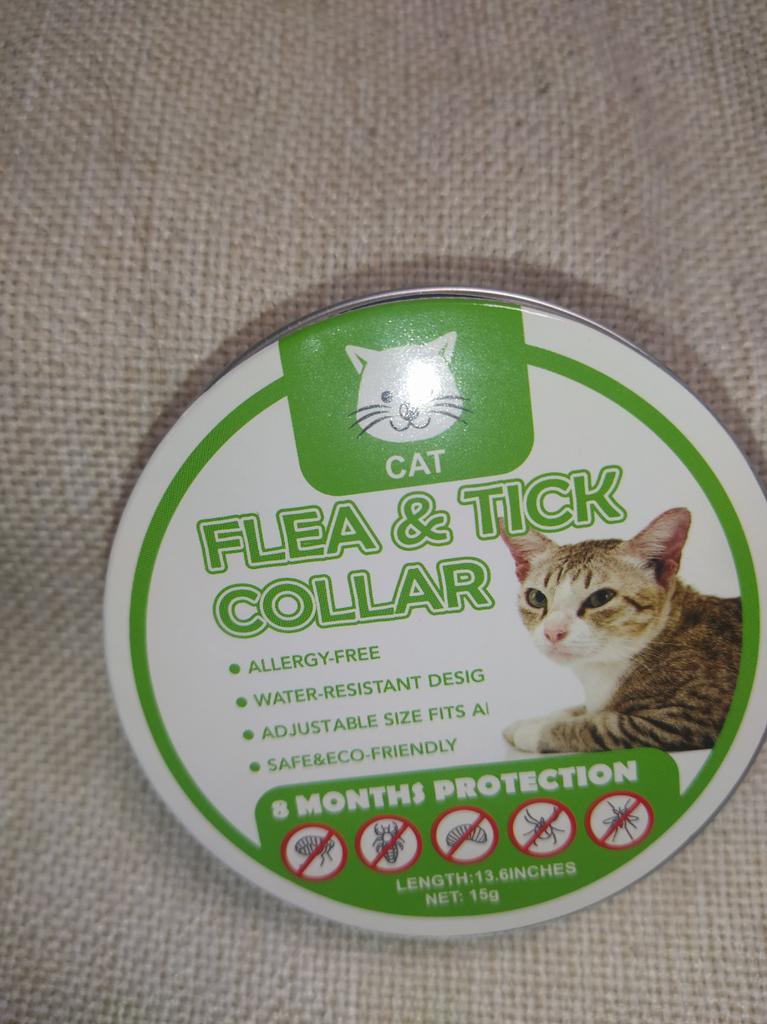 CAT
FLEA & TICK
COLLAR
• ALLERGY-FREE
• WATER-RESISTANT DESIG
• ADJUSTABLE SIZE FITS A
• SAFE&ECO-FRIENDLY
8 MONTHS PROTECTION
LENGTH:13.6INCHES
NET: 15g